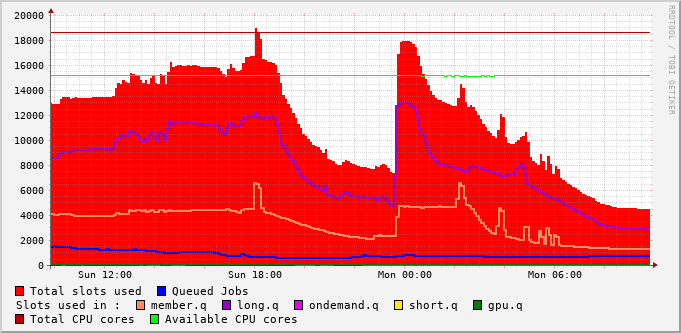 RRDTOOL / TOBI OETIKER
20000
18000
16000
14000
12000
10000
8000
6000
4000
2000
0
Sun 12:00 Sun 18:00 Mon 00:00 Mon 06:00
Total slots used Queued Jobs
Slots used in : member.q long.q ondemand.q short.q gpu.q
Total CPU cores Available CPU cores